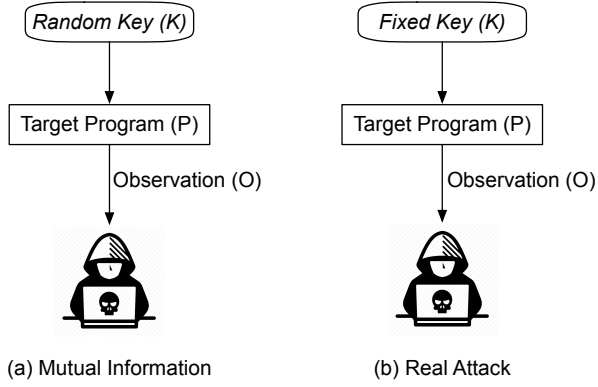 Random Key (K)
Fixed Key (K)
Target Program (P)
Target Program (P)
Observation (O)
Observation (O)
(a) Mutual Information
(b) Real Attack